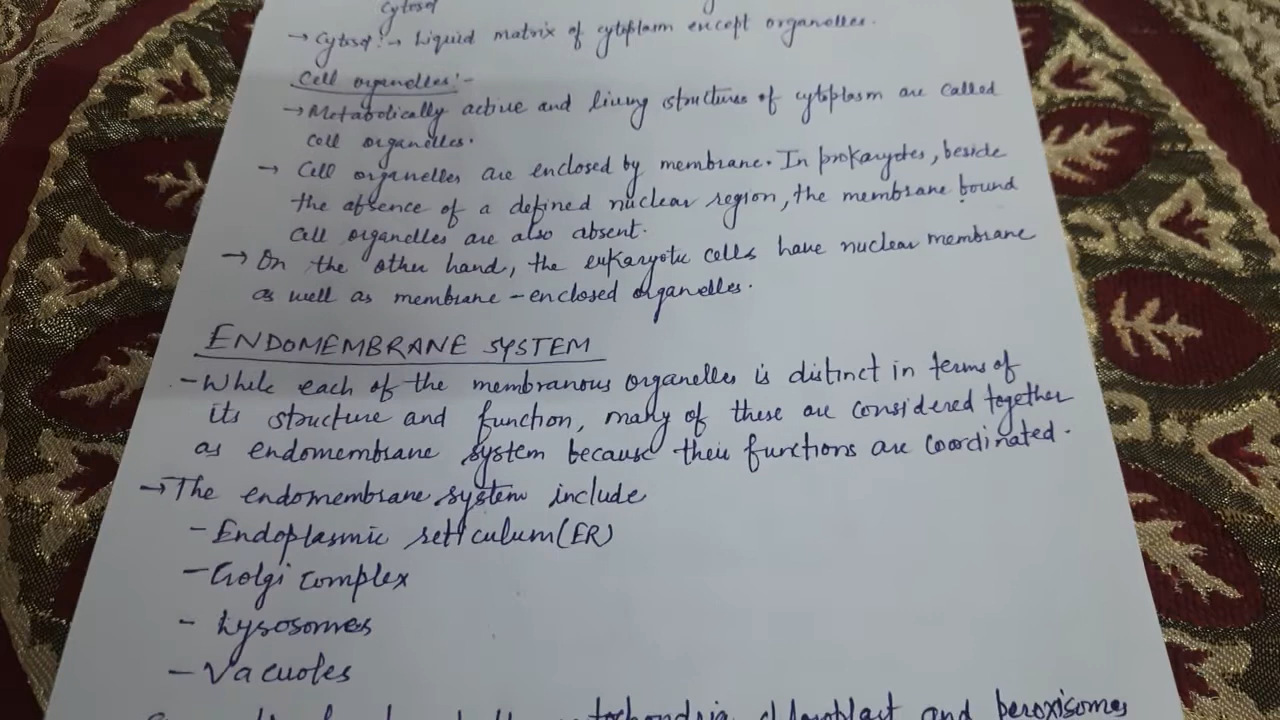 Cytosol
→ Cytosol:→ Liquid matrix of cytoplasm except organelles.
Cell organelles:-
→ Metabolically active and living structures of cytoplasm are called
cell organelles.
→ Cell organelles are enclosed by membrane. In prokaryotes, beside
the absence of a defined nuclear region, the membrane bound
cell organelles are also absent.
→ On the other hand, the eukaryotic cells have nuclear membrane
as well as membrane-enclosed organelles.
ENDOMEMBRANE SYSTEM
- While each of the membranous organelles is distinct in terms of
its structure and function, many of these are considered together
as endomembrane system because their functions are coordinated.
→ The endomembrane system include
- Endoplasmic reticulum (ER)
- Golgi complex
- Lysosomes
- Vacuoles
mitochondria, chloroplast and peroxisomes